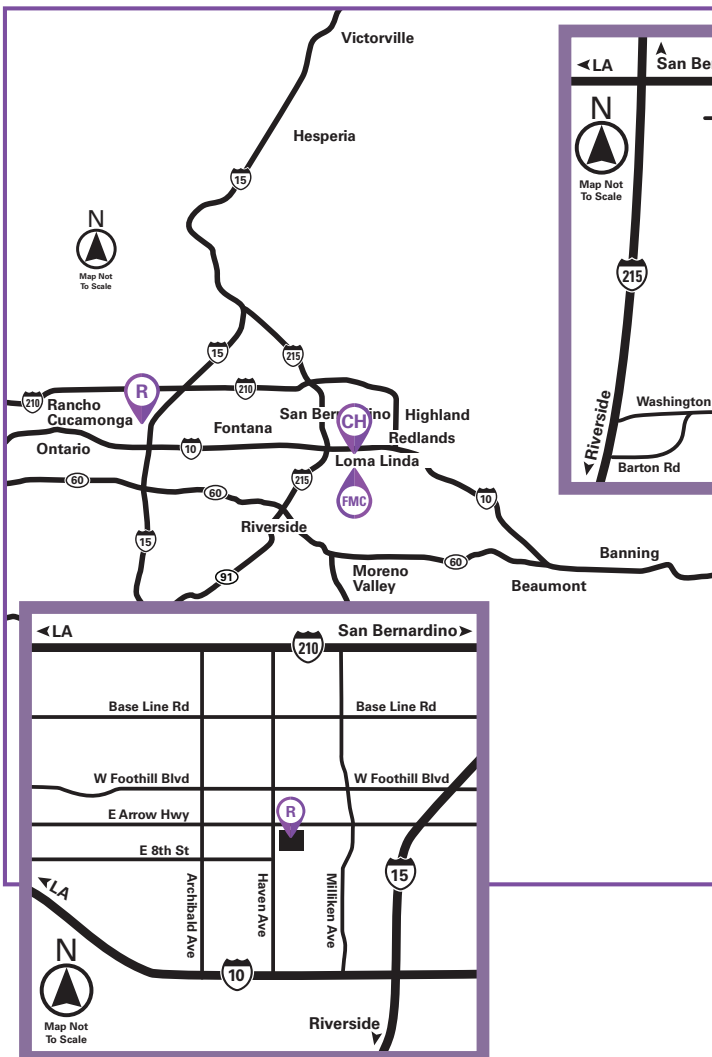 Victorville
Hesperia
15
N
Map Not
To Scale
15
215
210
R
210
Rancho
Cucamonga
San Bernardino
CH
Highland
Fontana
Redlands
Ontario
10
Loma Linda
60
215
60
FMC
10
Riverside
15
60
Banning
91
Moreno
Valley
Beaumont
LA
San Be
N
Map Not
To Scale
215
Washington
Riverside
Barton Rd
LA
San Bernardino
210
Base Line Rd
Base Line Rd
W Foothill Blvd
W Foothill Blvd
R
E Arrow Hwy
E 8th St
Archibald Ave
Haven Ave
Milliken Ave
15
LA
N
10
Map Not
To Scale
Riverside